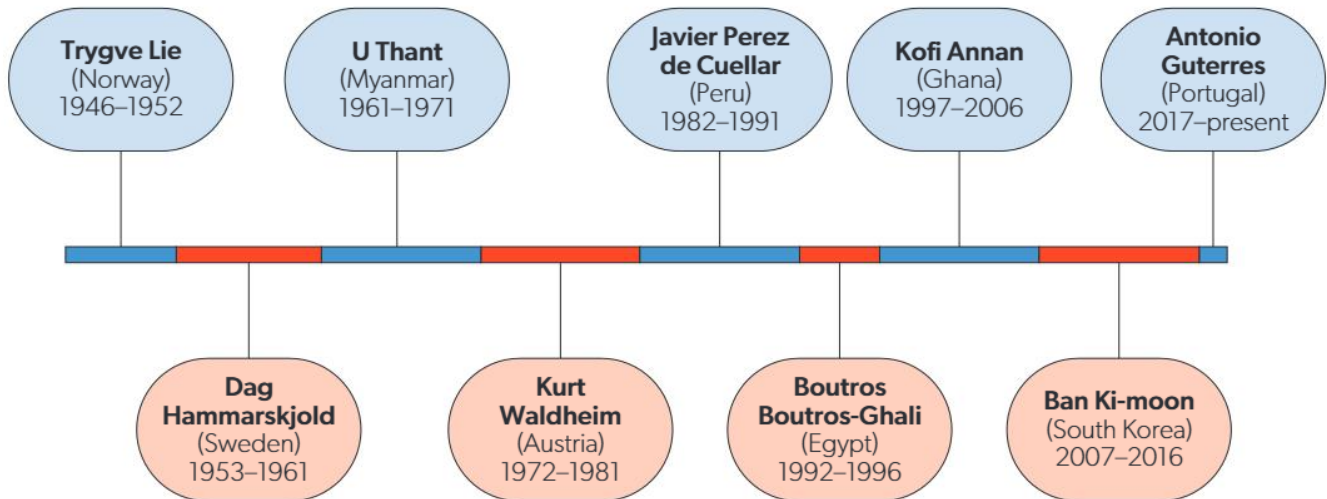 Trygve Lie
(Norway)
1946–1952
U Thant
(Myanmar)
1961–1971
Javier Perez
de Cuellar
(Peru)
1982–1991
Kofi Annan
(Ghana)
1997–2006
Antonio
Guterres
(Portugal)
2017–present
Dag
Hammarskjold
(Sweden)
1953–1961
Kurt
Waldheim
(Austria)
1972–1981
Boutros
Boutros-Ghali
(Egypt)
1992–1996
Ban Ki-moon
(South Korea)
2007–2016